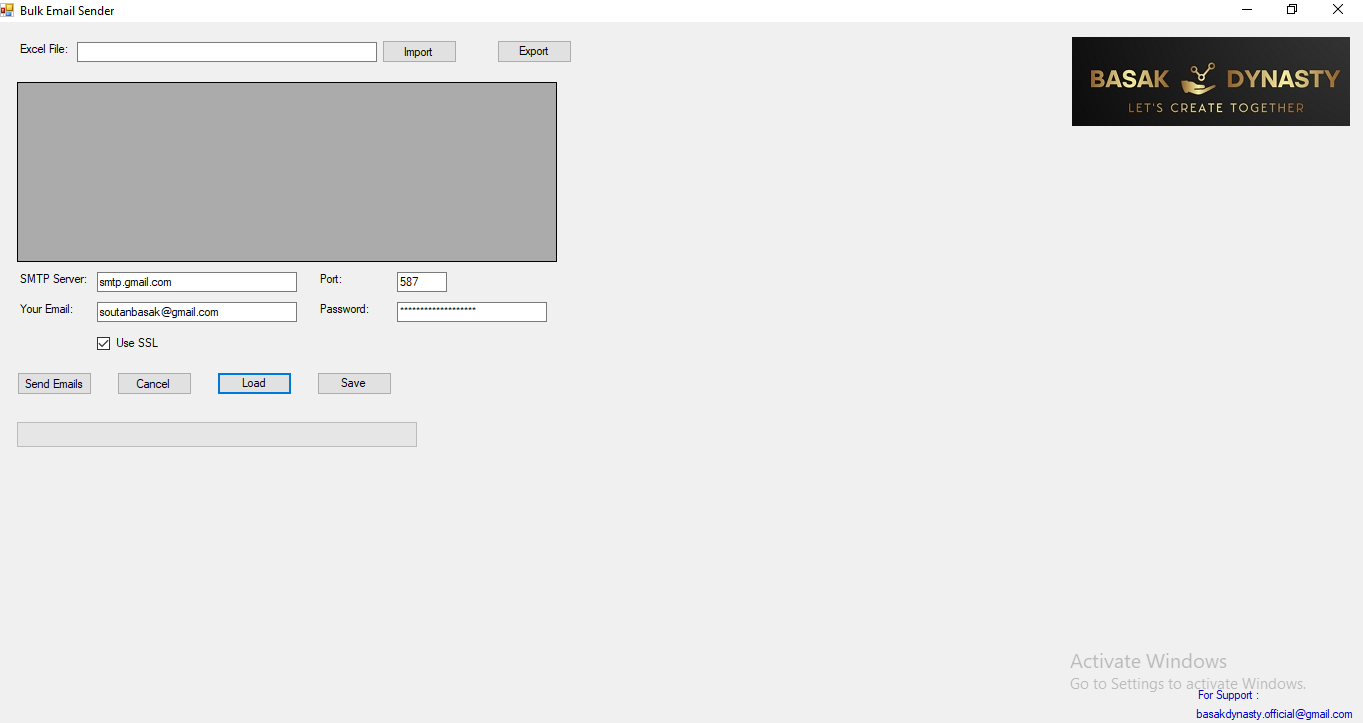 Bulk Email Sender
Excel File:
Import
Export
BASAK DYNASTY
LET'S CREATE TOGETHER
SMTP Server:
smtp.gmail.com
Port:
587
Your Email:
soutanbasak@gmail.com
Password:
*******************
Use SSL
Send Emails
Cancel
Load
Save
Activate Windows
Go to Settings to activate Windows.
For Support :
basakdynasty.official@gmail.com